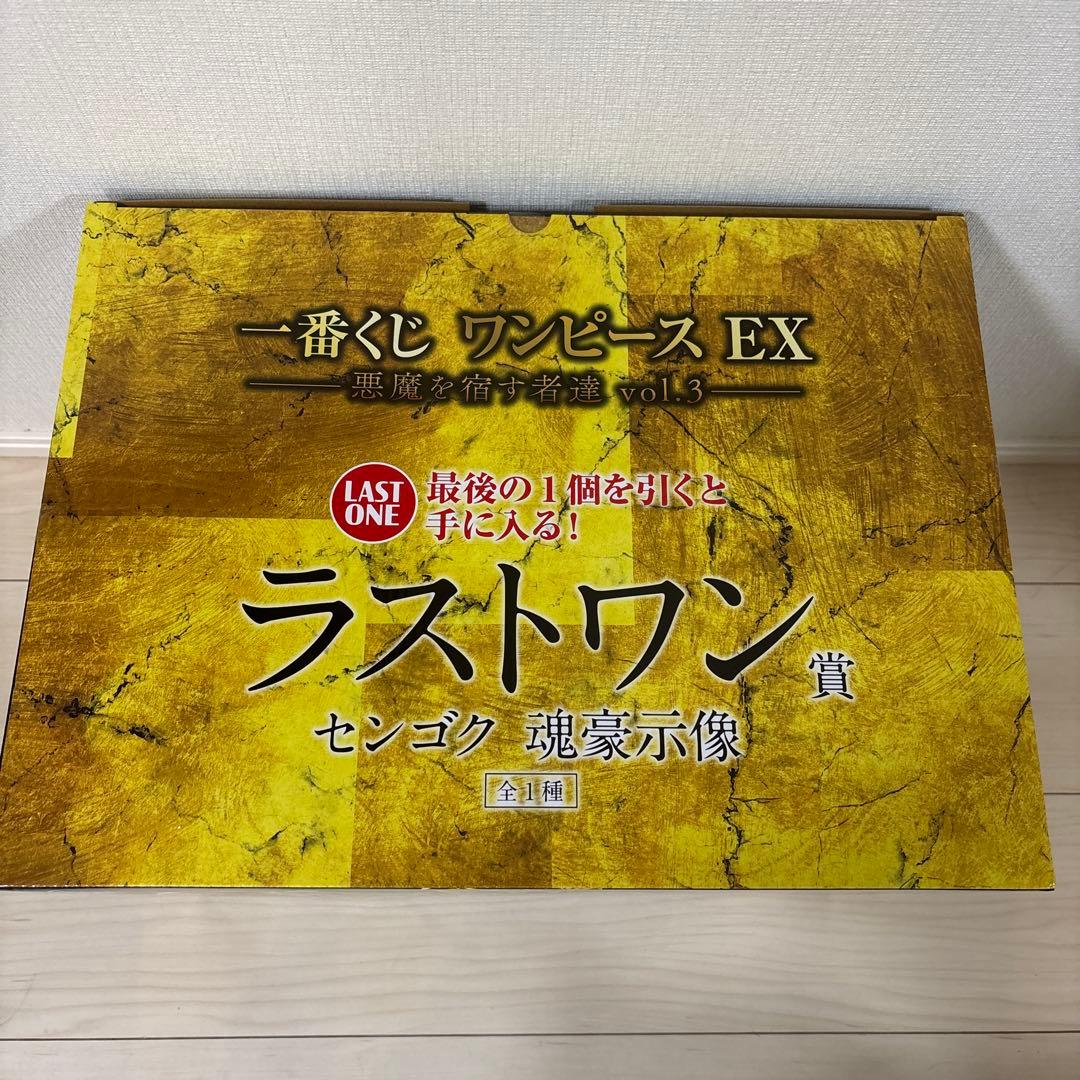 一番くじ ワンピース EX
悪魔を宿す者達 vol.3
LAST
ONE
最後の1個を引くと
手に入る!
ラストワン賞
センゴク 魂豪示像
全1種